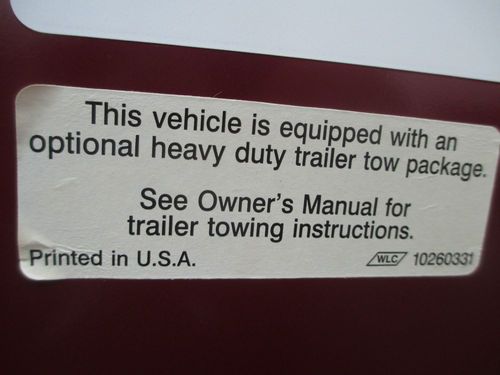 This vehicle is equipped with an
optional heavy duty trailer tow package.
See Owner's Manual for
trailer towing instructions.
Printed in U.S.A.
WLC 10260331